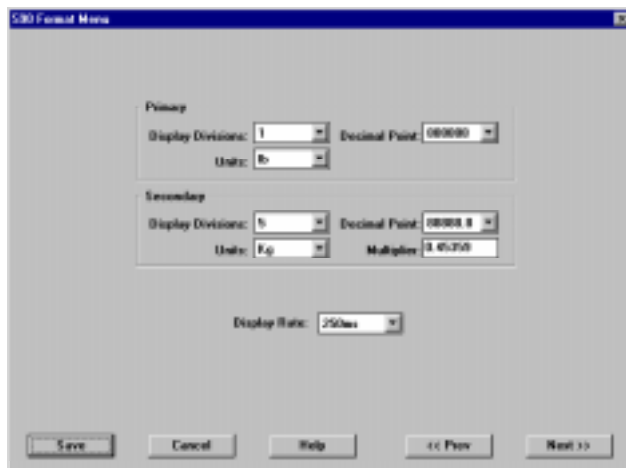 500 Format Menu
Primary
Display Divisions: 1 Decimal Point: 000000
Units: lb
Secondary
Display Divisions: 5 Decimal Point: 00000.0
Units: Kg Multiplier: 0.45359
Display Rate: 250ms
Save Cancel Help << Prev Next >>